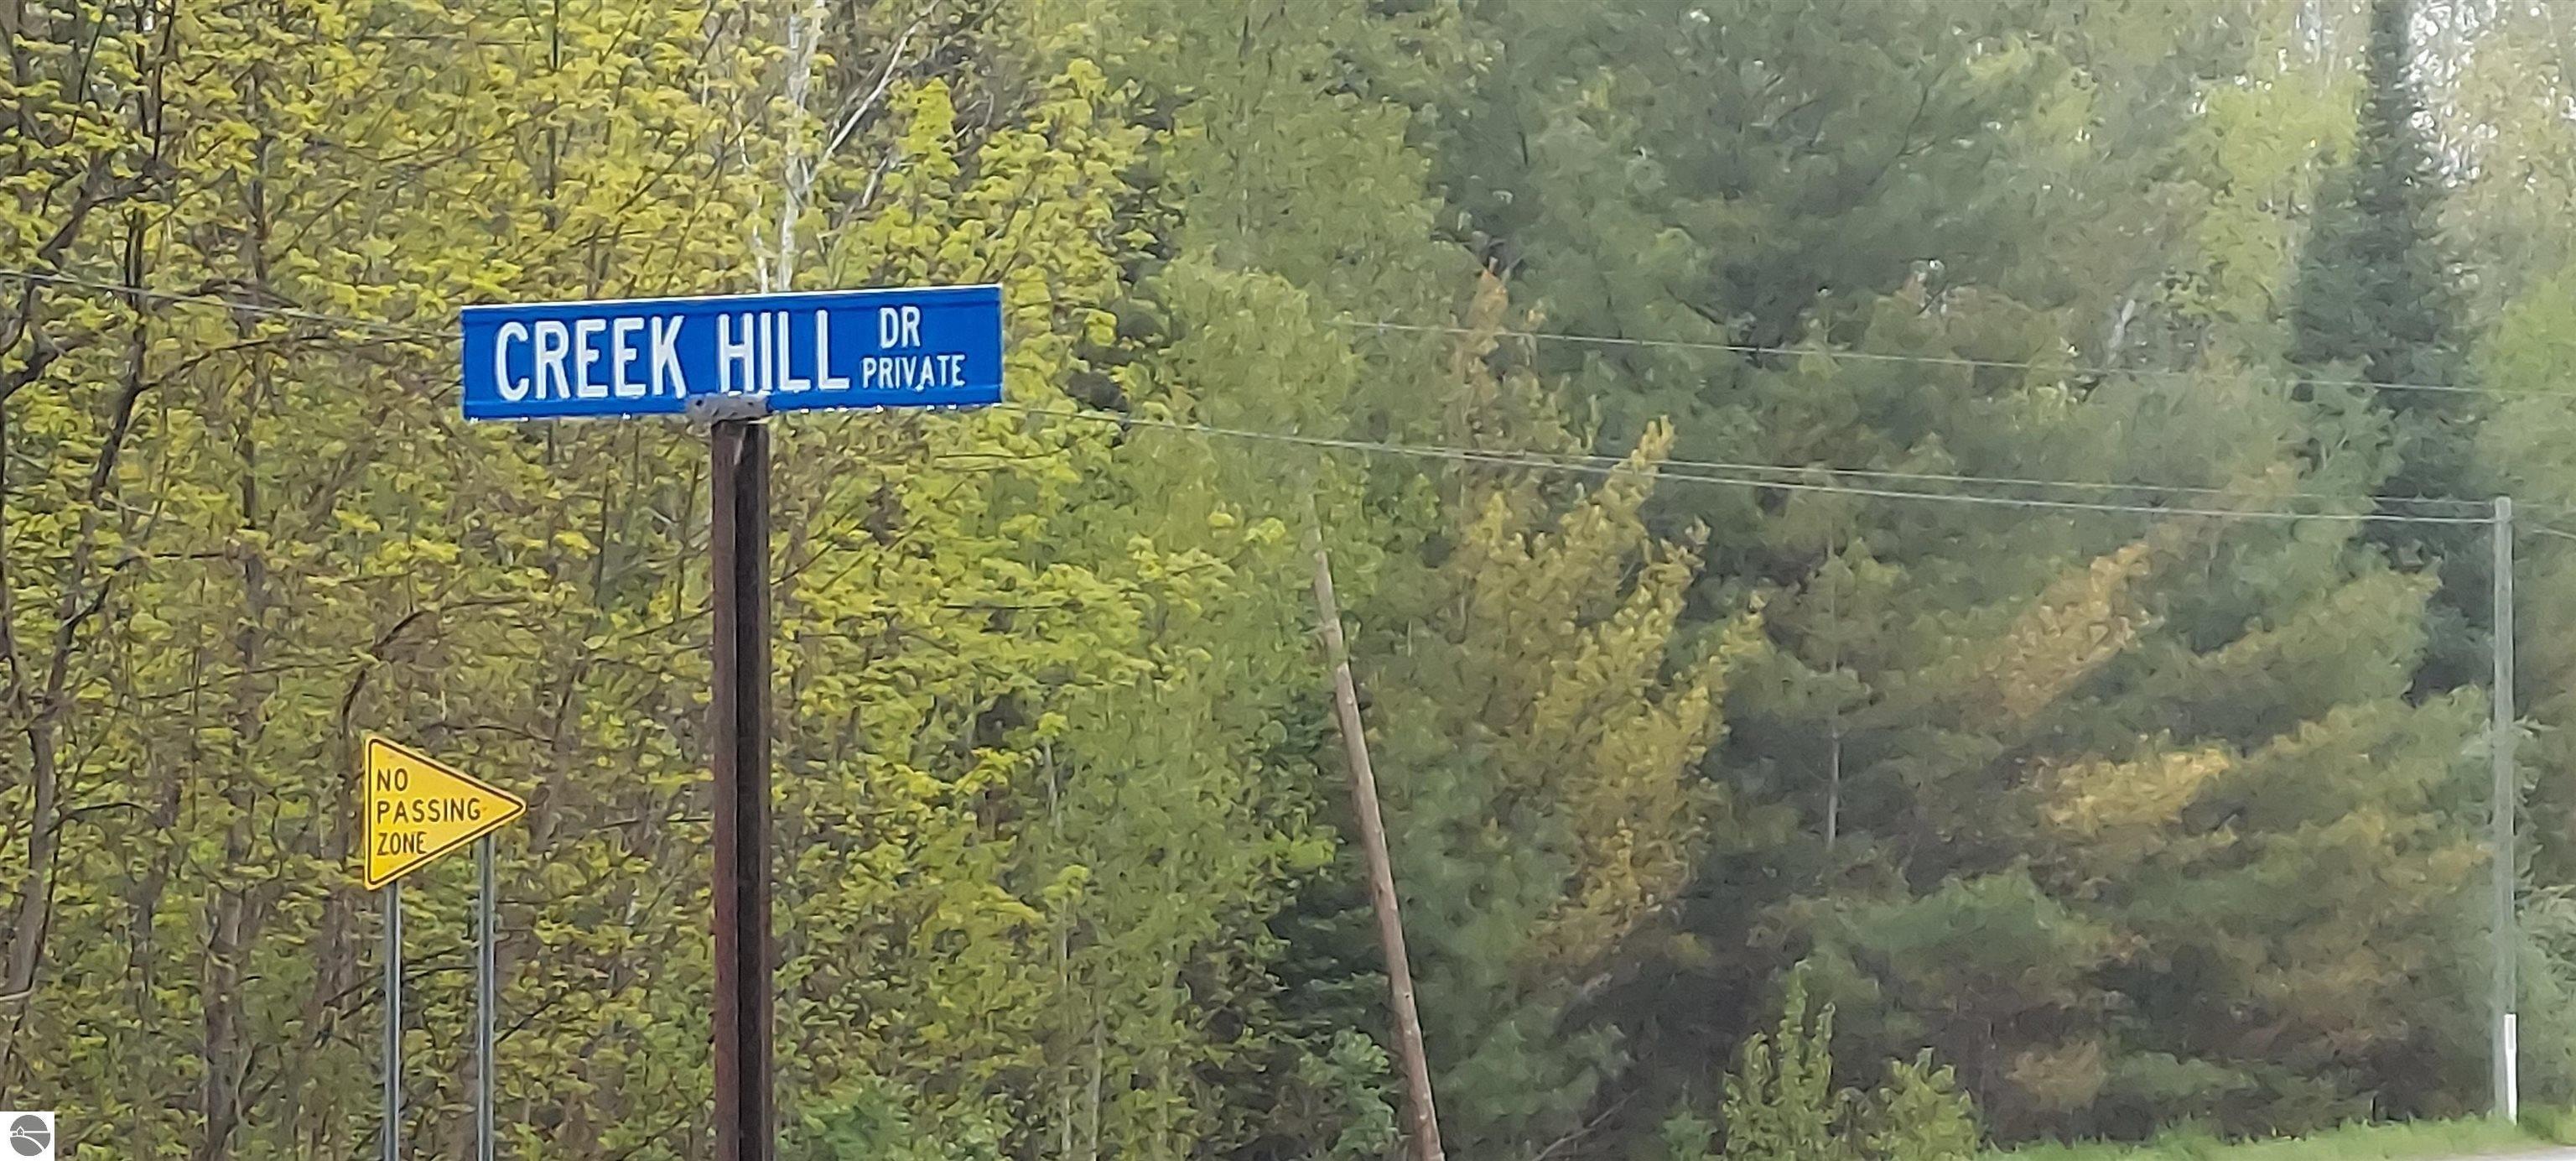 CREEK HILL DR
PRIVATE
NO
PASSING
ZONE